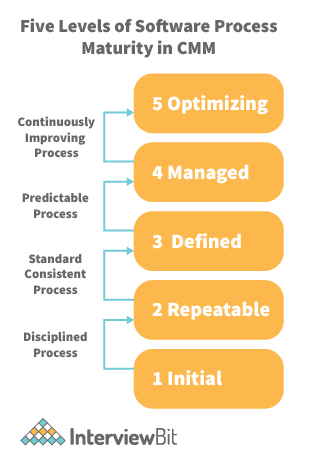 Five Levels of Software Process
Maturity in CMM
5 Optimizing
Continuously
Improving
Process
4 Managed
Predictable
Process
3 Defined
Standard
Consistent
Process
2 Repeatable
Disciplined
Process
1 Initial
InterviewBit